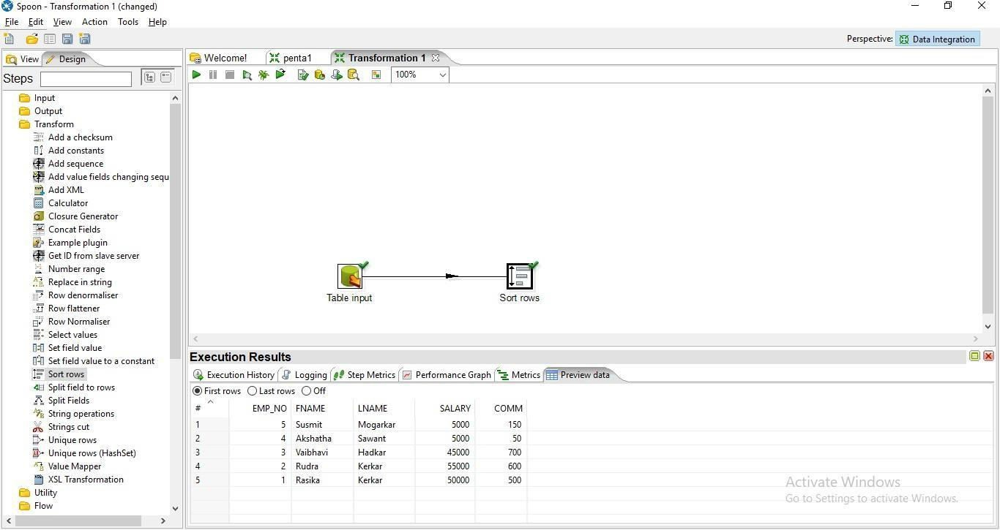 Spoon - Transformation 1 (changed)
File Edit View Action Tools Help
Perspective: Data Integration
View Design
Steps
Input
Output
Transform
Add a checksum
Add constants
Add sequence
Add value fields changing sequ
Add XML
Calculator
Closure Generator
Concat Fields
Example plugin
Get ID from slave server
Number range
Replace in string
Row denormaliser
Row flattener
Row Normaliser
Select values
Set field value
Set field value to a constant
Sort rows
Split field to rows
Split Fields
String operations
Strings cut
Unique rows
Unique rows (HashSet)
Value Mapper
XSL Transformation
Utility
Flow
Welcome! penta1 Transformation 1
100%
Table input Sort rows
Execution Results
Execution History Logging Step Metrics Performance Graph Metrics Preview data
First rows Last rows Off
# EMP_NO FNAME LNAME SALARY COMM
1 5 Susmit Mogarkar 5000 150
2 4 Akshatha Sawant 5000 50
3 3 Vaibhavi Hadkar 45000 700
4 2 Rudra Kerkar 55000 600
5 1 Rasika Kerkar 50000 500
Activate Windows
Go to Settings to activate Windows.